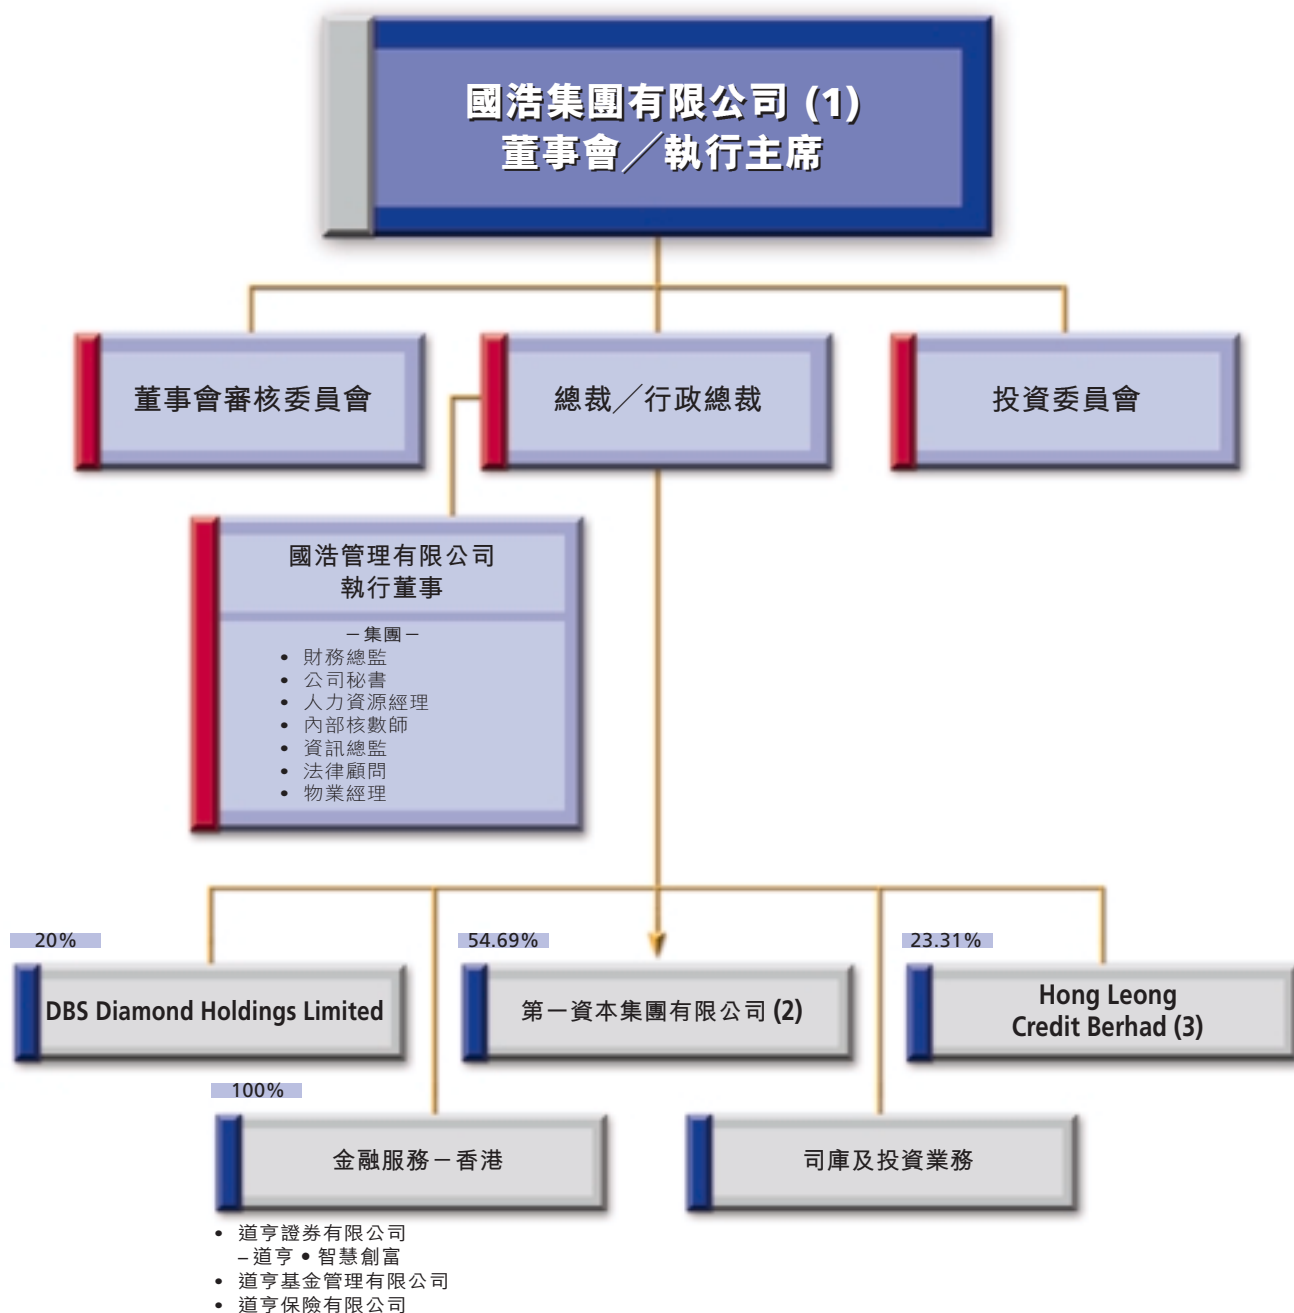 國浩集團有限公司 (1)
董事會／執行主席
董事會審核委員會
總裁／行政總裁
投資委員會
國浩管理有限公司
執行董事
－集團－
• 財務總監
• 公司秘書
• 人力資源經理
• 內部核數師
• 資訊總監
• 法律顧問
• 物業經理
20%
DBS Diamond Holdings Limited
54.69%
第一資本集團有限公司 (2)
23.31%
Hong Leong
Credit Berhad (3)
100%
金融服務－香港
司庫及投資業務
• 道亨證券有限公司
– 道亨 • 智慧創富
• 道亨基金管理有限公司
• 道亨保險有限公司